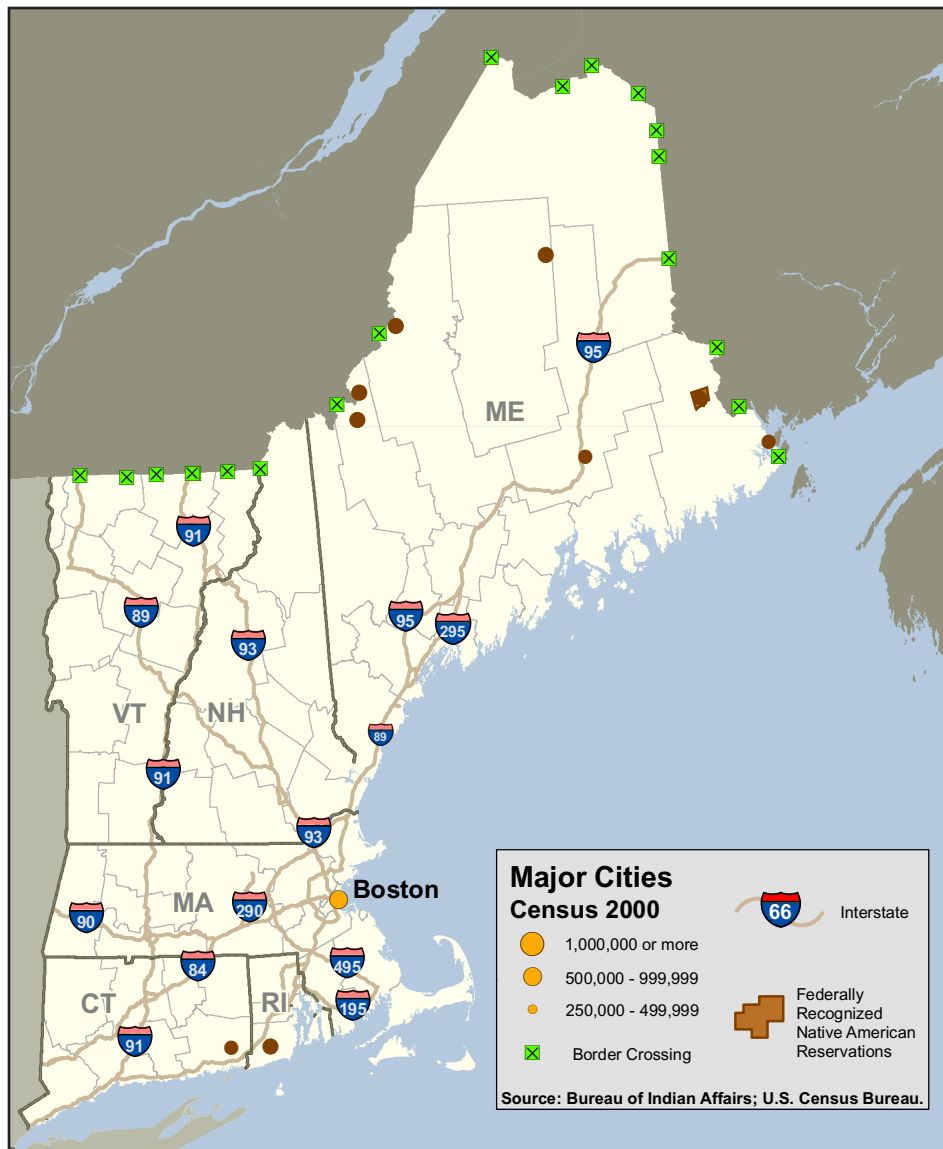 ME
95
91
89
93
95
295
VT
NH
89
91
93
Boston
MA
290
90
84
495
195
CT
RI
91
Major Cities
Census 2000
1,000,000 or more
500,000 - 999,999
250,000 - 499,999
Border Crossing
66
Interstate
Federally
Recognized
Native American
Reservations
Source: Bureau of Indian Affairs; U.S. Census Bureau.